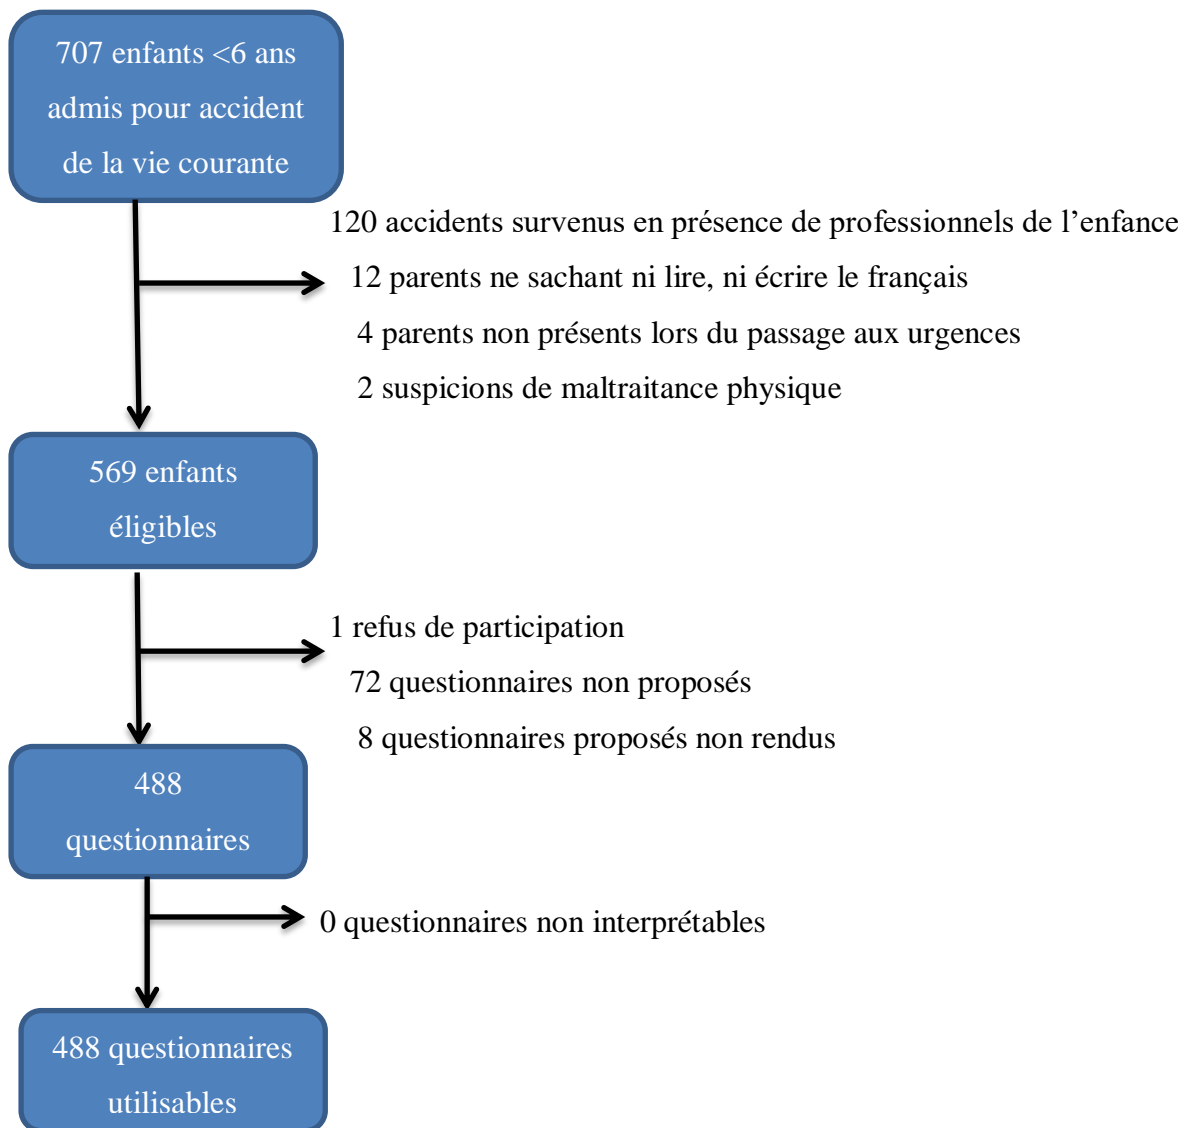 707 enfants <6 ans
admis pour accident
de la vie courante
120 accidents survenus en présence de professionnels de l’enfance
12 parents ne sachant ni lire, ni écrire le français
4 parents non présents lors du passage aux urgences
2 suspicions de maltraitance physique
569 enfants
éligibles
1 refus de participation
72 questionnaires non proposés
8 questionnaires proposés non rendus
488
questionnaires
0 questionnaires non interprétables
488 questionnaires
utilisables